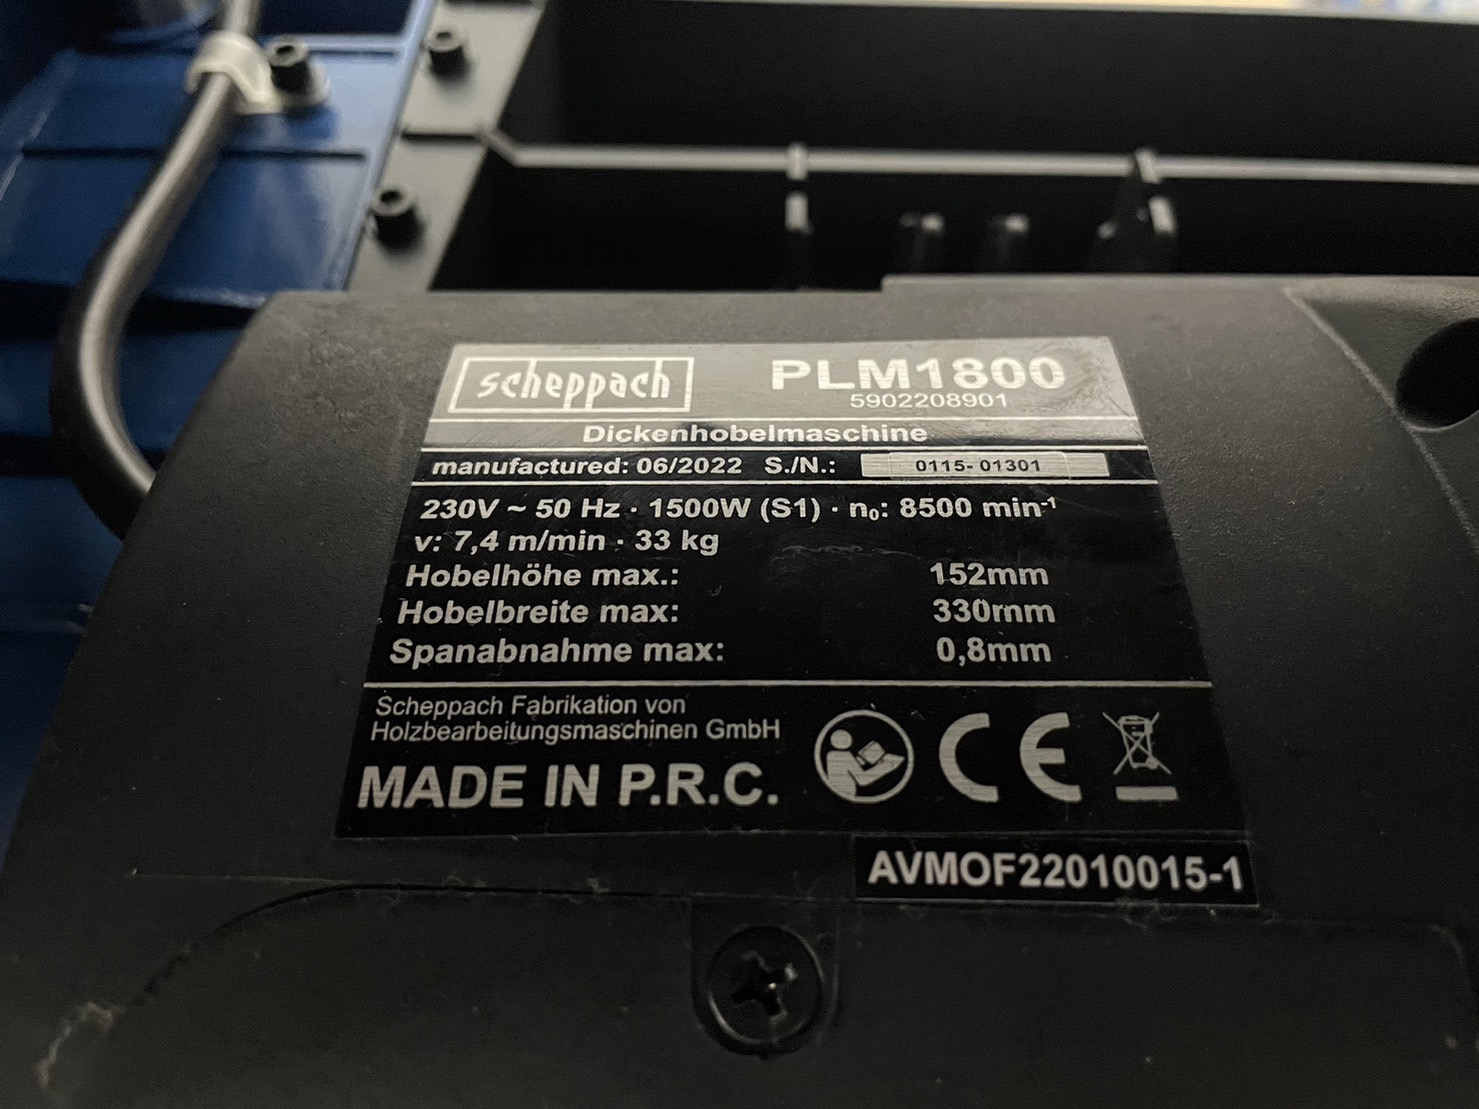 scheppach PLM1800
5902208901
Dickenhobelmaschine
manufactured: 06/2022 S./N.: 0115-01301
230V ~ 50 Hz · 1500W (S1) · n₀: 8500 min⁻¹
v: 7,4 m/min · 33 kg
Hobelhöhe max.: 152mm
Hobelbreite max: 330mm
Spanabnahme max: 0,8mm
Scheppach Fabrikation von
Holzbearbeitungsmaschinen GmbH
MADE IN P.R.C. CE
AVMOF22010015-1